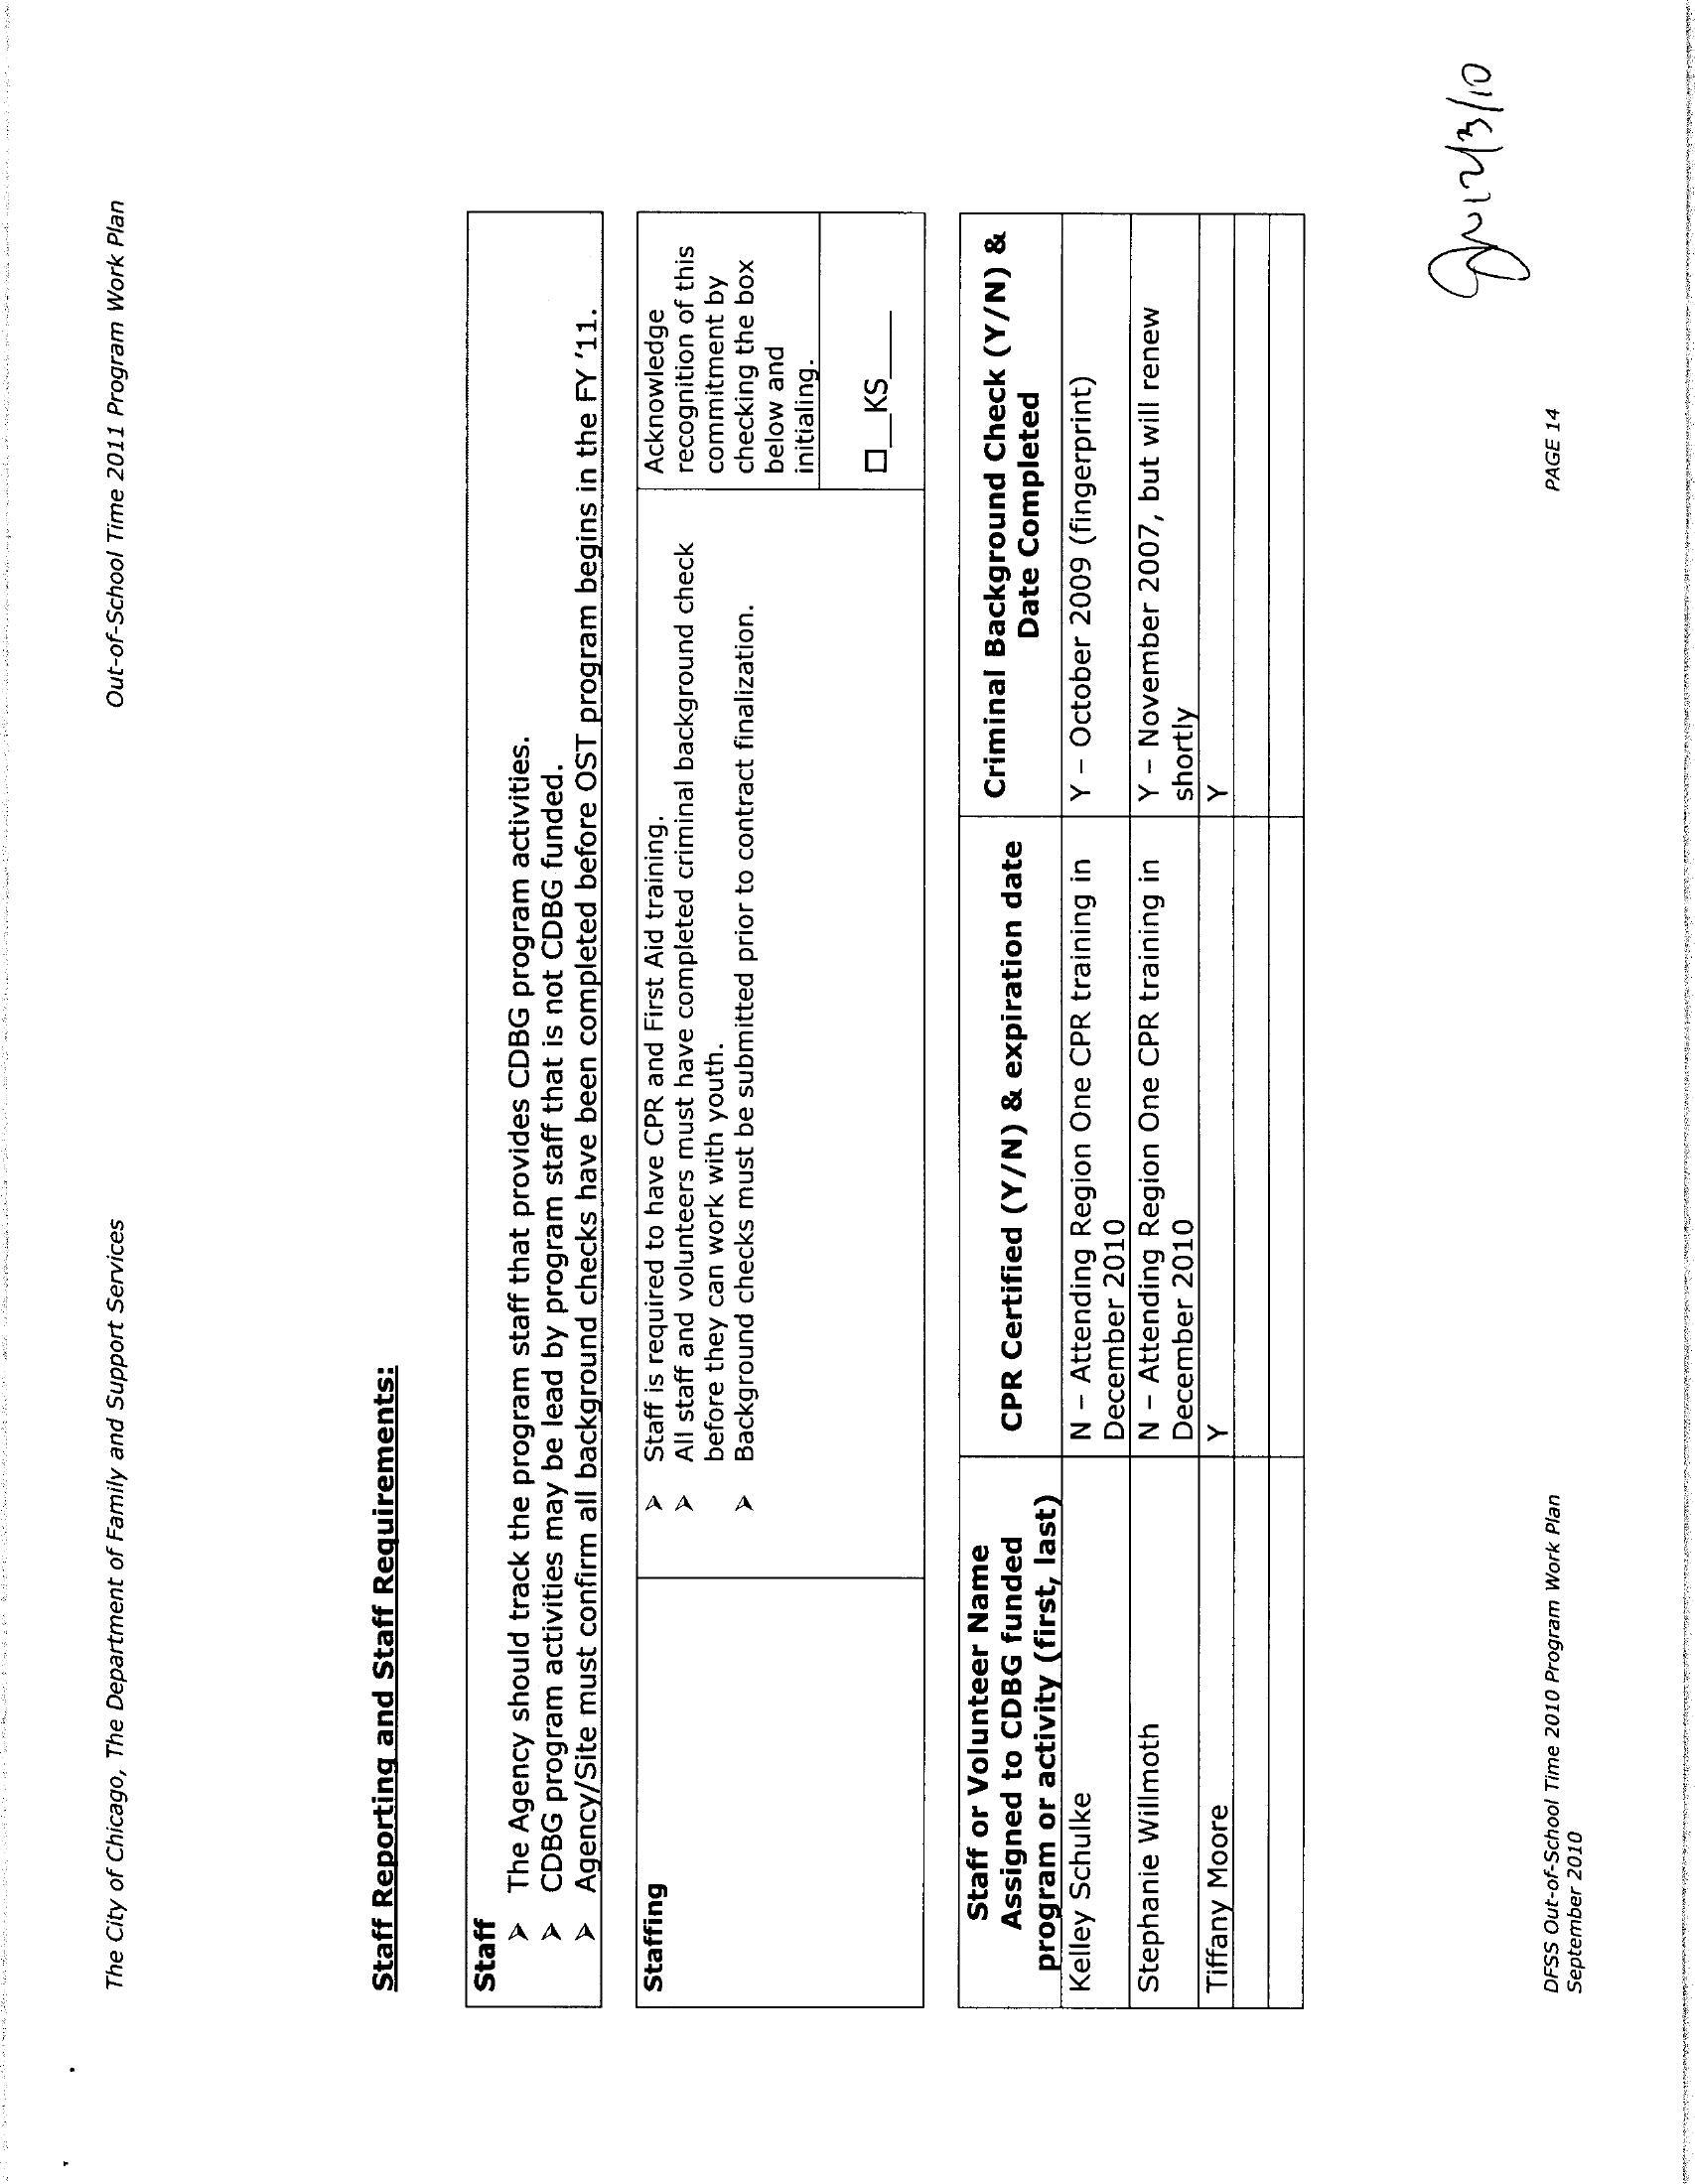 The City of Chicago, The Department of Family and Support Services Out-of-School Time 2011 Program Work Plan
Staff Reporting and Staff Requirements:
Staff
➢ The Agency should track the program staff that provides CDBG program activities.
➢ CDBG program activities may be lead by program staff that is not CDBG funded.
➢ Agency/Site must confirm all background checks have been completed before OST program begins in the FY '11.
Staffing
➢ Staff is required to have CPR and First Aid training.
➢ All staff and volunteers must have completed criminal background check
before they can work with youth.
➢ Background checks must be submitted prior to contract finalization.
Acknowledge
recognition of this
commitment by
checking the box
below and
initialing.
☐__KS____
Staff or Volunteer Name
Assigned to CDBG funded
program or activity (first, last)
CPR Certified (Y/N) & expiration date
Criminal Background Check (Y/N) &
Date Completed
Kelley Schulke
N – Attending Region One CPR training in
December 2010
Y – October 2009 (fingerprint)
Stephanie Willmoth
N – Attending Region One CPR training in
December 2010
Y – November 2007, but will renew
shortly
Tiffany Moore
Y
Y
12/3/10
DFSS Out-of-School Time 2010 Program Work Plan
September 2010
PAGE 14